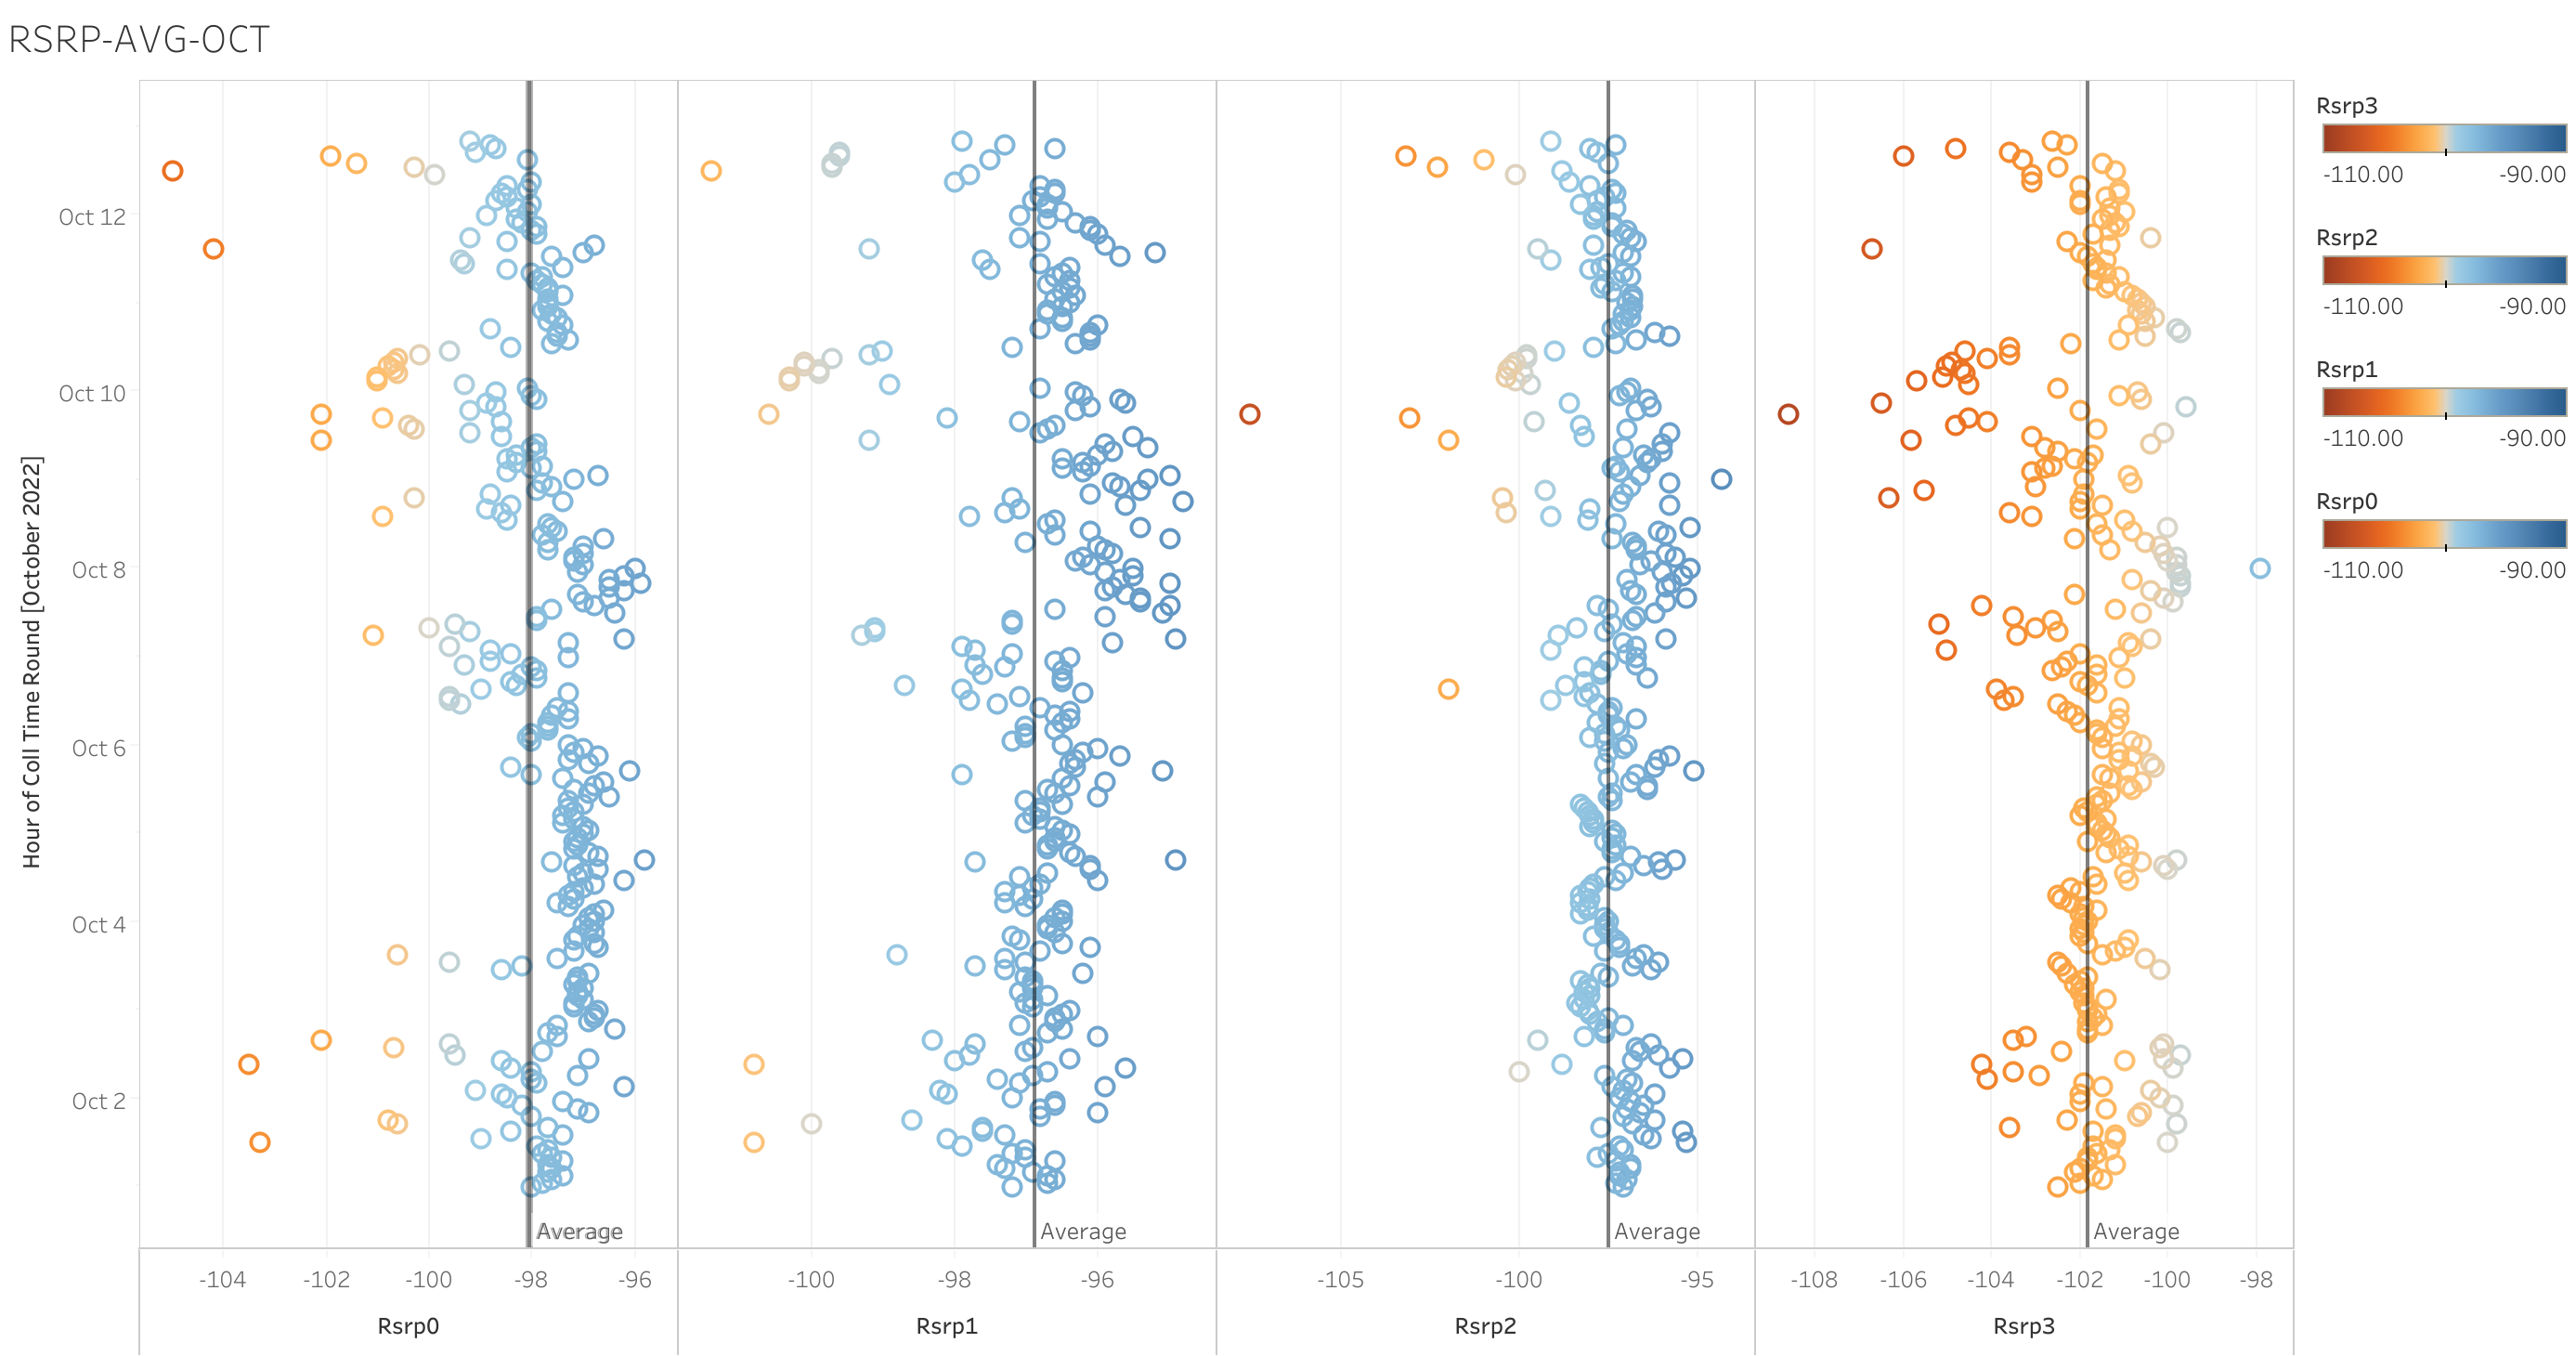 RSRP-AVG-OCT
Hour of Coll Time Round [October 2022]
Oct 12
Oct 10
Oct 8
Oct 6
Oct 4
Oct 2
Average
Average
Average
Average
-104 -102 -100 -98 -96
-100 -98 -96
-105 -100 -95
-108 -106 -104 -102 -100 -98
Rsrp0
Rsrp1
Rsrp2
Rsrp3
Rsrp3
-110.00 -90.00
Rsrp2
-110.00 -90.00
Rsrp1
-110.00 -90.00
Rsrp0
-110.00 -90.00